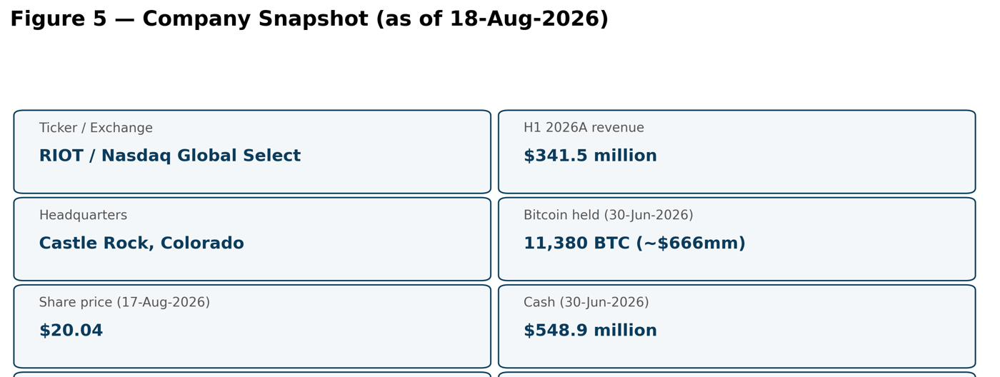 Figure 5 — Company Snapshot (as of 18-Aug-2026)
Ticker / Exchange
RIOT / Nasdaq Global Select
H1 2026A revenue
$341.5 million
Headquarters
Castle Rock, Colorado
Bitcoin held (30-Jun-2026)
11,380 BTC (~$666mm)
Share price (17-Aug-2026)
$20.04
Cash (30-Jun-2026)
$548.9 million